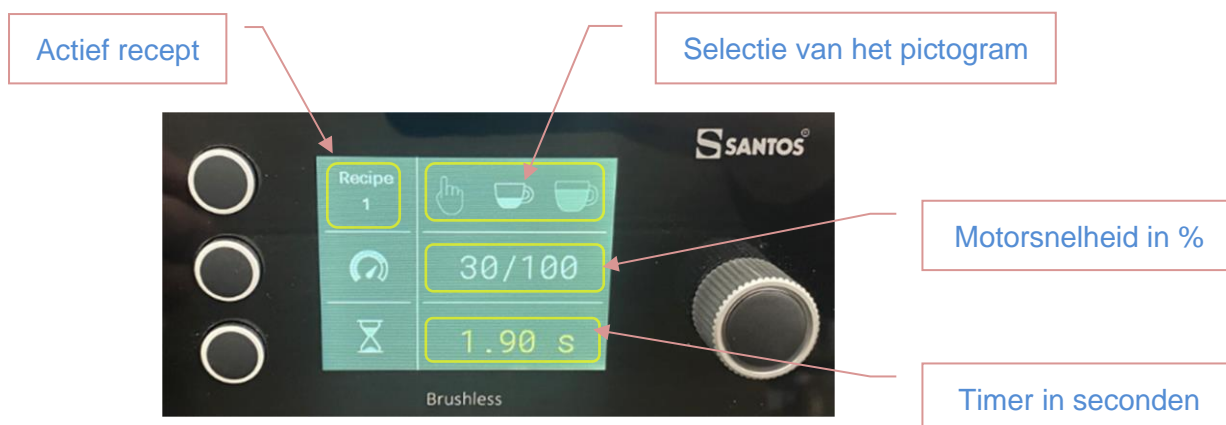 Actief recept
Selectie van het pictogram
SANTOS®
Recipe
1
30/100
Motorsnelheid in %
1.90 s
Brushless
Timer in seconden